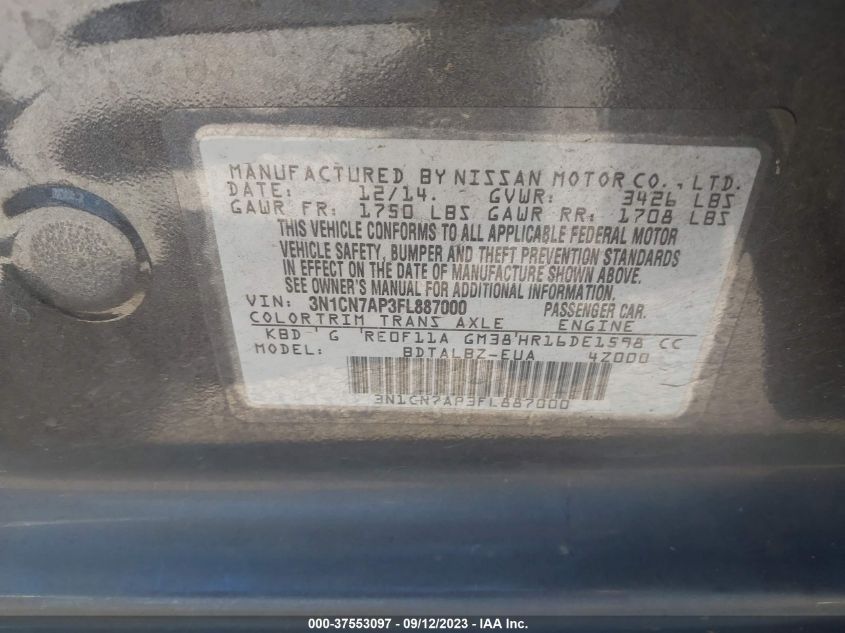 MANUFACTURED BY NISSAN MOTOR CO., LTD.
DATE: 12/14. GVWR: 3426 LBS
GAWR FR: 1750 LBS GAWR RR: 1708 LBS
THIS VEHICLE CONFORMS TO ALL APPLICABLE FEDERAL MOTOR
VEHICLE SAFETY, BUMPER AND THEFT PREVENTION STANDARDS
IN EFFECT ON THE DATE OF MANUFACTURE SHOWN ABOVE.
SEE OWNER'S MANUAL FOR ADDITIONAL INFORMATION
VIN: 3N1CN7AP3FL887000 PASSENGER CAR.
COLOR TRIM TRANS AXLE ENGINE
KBD ' G 'RE0F11A GM38'HR16DE1598 CC
MODEL: BDTALBZ-EUA 4Z000
3N1CN7AP3FL887000
000-37553097 - 09/12/2023 - IAA Inc.